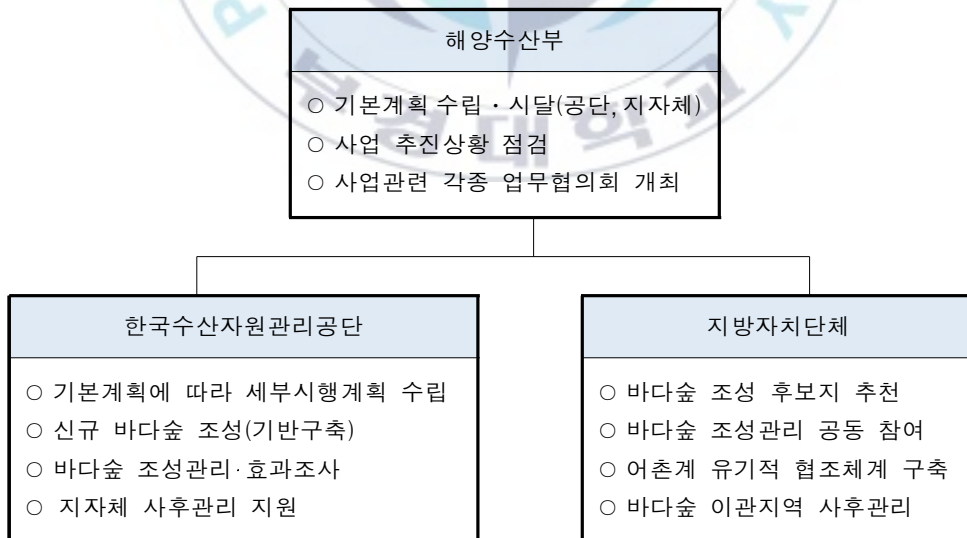 해양수산부
○ 기본계획 수립・시달(공단, 지자체)
○ 사업 추진상황 점검
○ 사업관련 각종 업무협의회 개최
한국수산자원관리공단
○ 기본계획에 따라 세부시행계획 수립
○ 신규 바다숲 조성(기반구축)
○ 바다숲 조성관리·효과조사
○ 지자체 사후관리 지원
지방자치단체
○ 바다숲 조성 후보지 추천
○ 바다숲 조성관리 공동 참여
○ 어촌계 유기적 협조체계 구축
○ 바다숲 이관지역 사후관리
부경대학교